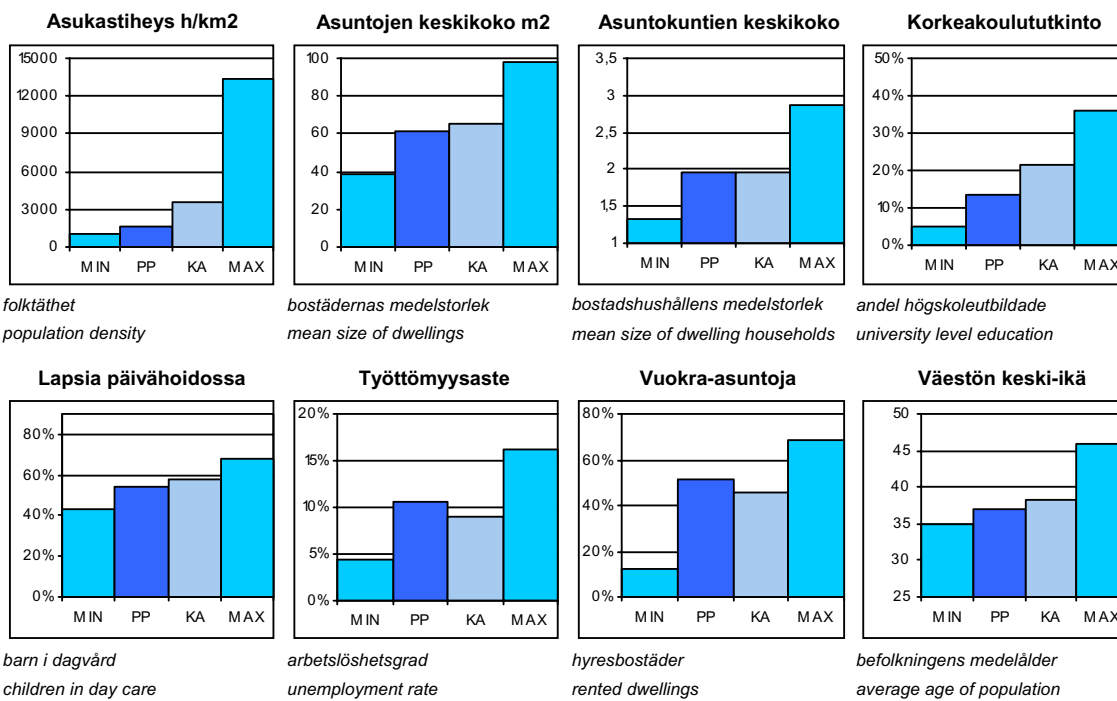 Asukastiheys h/km2
15000
12000
9000
6000
3000
0
MIN PP KA MAX
folktäthet
population density
Asuntojen keskikoko m2
100
80
60
40
20
0
MIN PP KA MAX
bostädernas medelstorlek
mean size of dwellings
Asuntokuntien keskikoko
3,5
3
2,5
2
1,5
1
MIN PP KA MAX
bostadshushållens medelstorlek
mean size of dwelling households
Korkeakoulututkinto
50%
40%
30%
20%
10%
0%
MIN PP KA MAX
andel högskoleutbildade
university level education
Lapsia päivähoidossa
80%
60%
40%
20%
0%
MIN PP KA MAX
barn i dagvård
children in day care
Työttömyysaste
20%
15%
10%
5%
0%
MIN PP KA MAX
arbetslöshetsgrad
unemployment rate
Vuokra-asuntoja
80%
60%
40%
20%
0%
MIN PP KA MAX
hyresbostäder
rented dwellings
Väestön keski-ikä
50
45
40
35
30
25
MIN PP KA MAX
befolkningens medelålder
average age of population